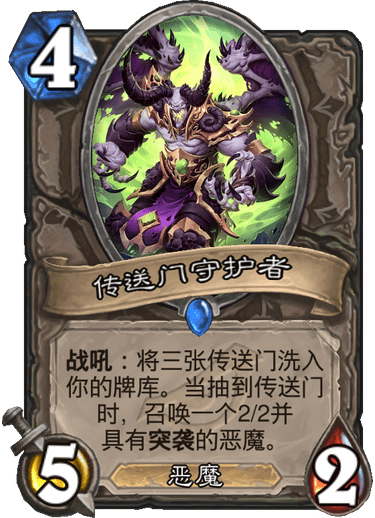 4
传送门守护者
战吼：将三张传送门洗入
你的牌库。当抽到传送门
时，召唤一个2/2并
具有突袭的恶魔。
5
恶魔
2